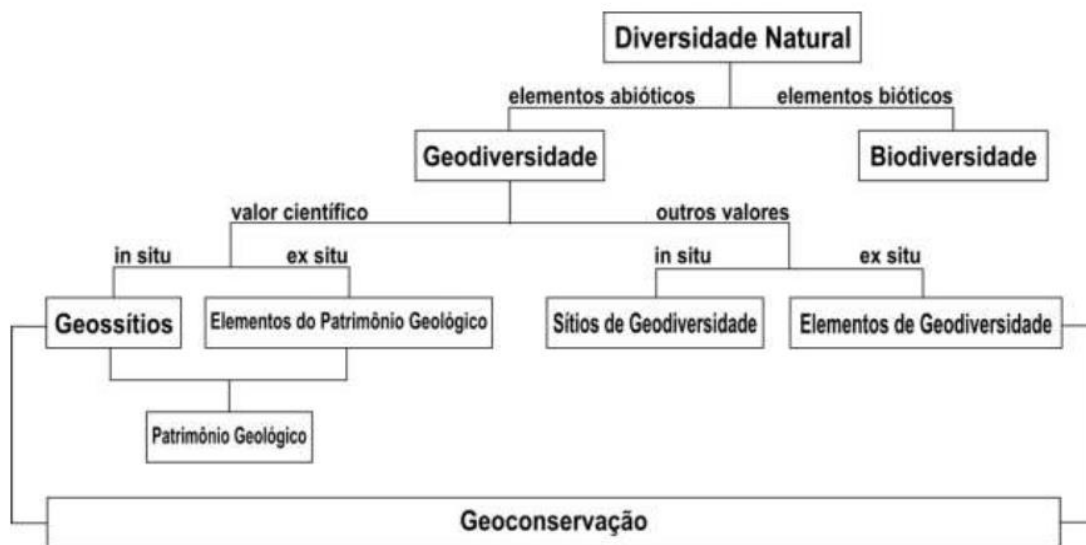 Diversidade Natural
elementos abióticos
elementos bióticos
Geodiversidade
Biodiversidade
valor científico
outros valores
in situ
ex situ
in situ
ex situ
Geossítios
Elementos do Patrimônio Geológico
Sítios de Geodiversidade
Elementos de Geodiversidade
Patrimônio Geológico
Geoconservação